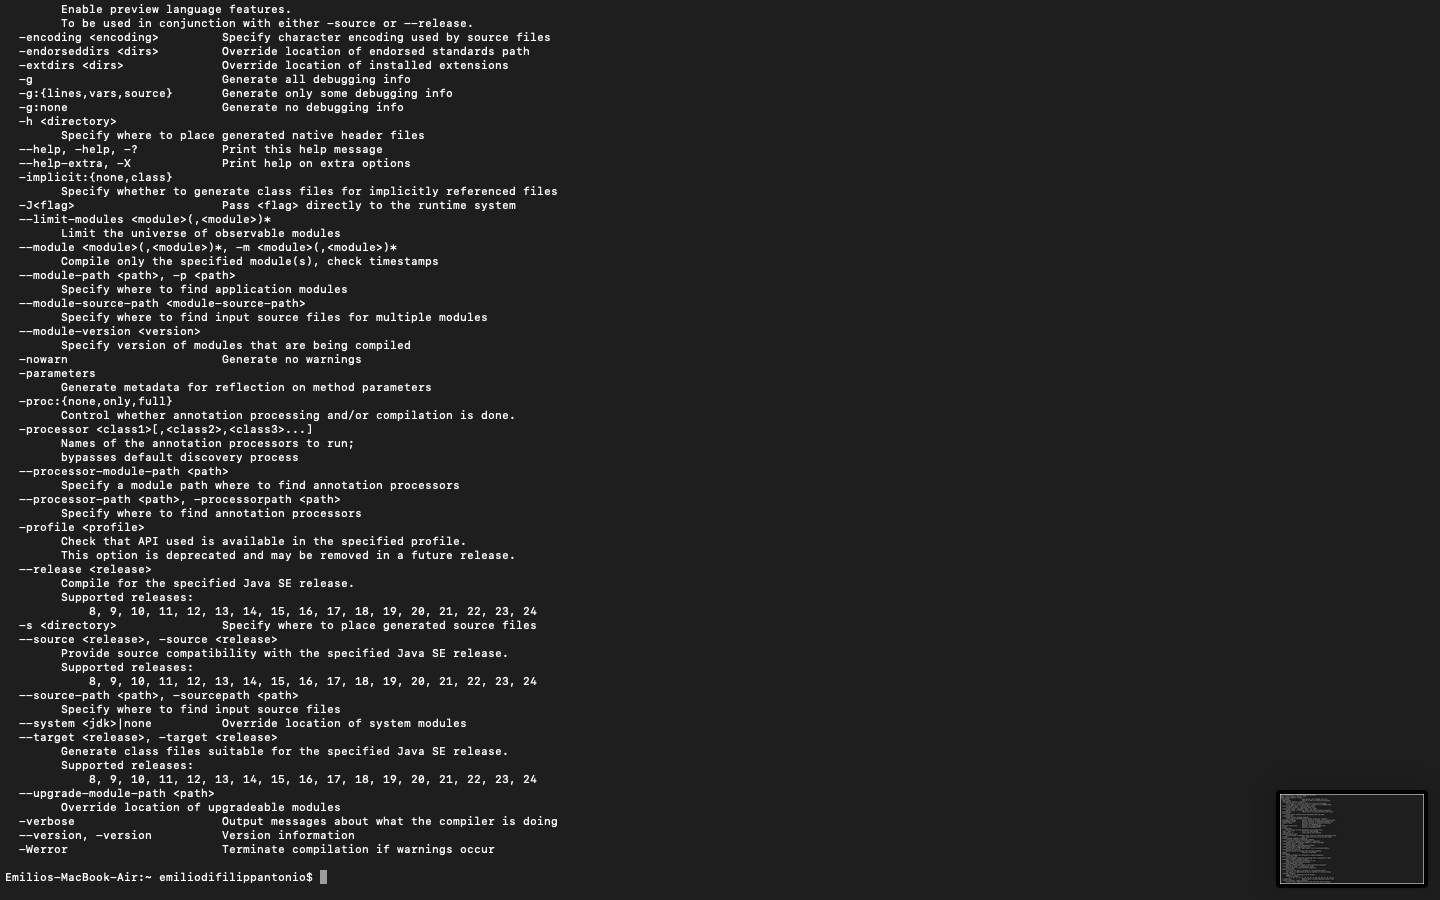 Enable preview language features.
To be used in conjunction with either -source or --release.
-encoding <encoding> Specify character encoding used by source files
-endorseddirs <dirs> Override location of endorsed standards path
-extdirs <dirs> Override location of installed extensions
-g Generate all debugging info
-g:{lines,vars,source} Generate only some debugging info
-g:none Generate no debugging info
-h <directory>
Specify where to place generated native header files
--help, -help, -? Print this help message
--help-extra, -X Print help on extra options
-implicit:{none,class}
Specify whether to generate class files for implicitly referenced files
-J<flag> Pass <flag> directly to the runtime system
--limit-modules <module>(,<module>)*
Limit the universe of observable modules
--module <module>(,<module>)*, -m <module>(,<module>)*
Compile only the specified module(s), check timestamps
--module-path <path>, -p <path>
Specify where to find application modules
--module-source-path <module-source-path>
Specify where to find input source files for multiple modules
--module-version <version>
Specify version of modules that are being compiled
-nowarn Generate no warnings
-parameters
Generate metadata for reflection on method parameters
-proc:{none,only,full}
Control whether annotation processing and/or compilation is done.
-processor <class1>[,<class2>,<class3>...]
Names of the annotation processors to run;
bypasses default discovery process
--processor-module-path <path>
Specify a module path where to find annotation processors
--processor-path <path>, -processorpath <path>
Specify where to find annotation processors
-profile <profile>
Check that API used is available in the specified profile.
This option is deprecated and may be removed in a future release.
--release <release>
Compile for the specified Java SE release.
Supported releases:
8, 9, 10, 11, 12, 13, 14, 15, 16, 17, 18, 19, 20, 21, 22, 23, 24
-s <directory> Specify where to place generated source files
--source <release>, -source <release>
Provide source compatibility with the specified Java SE release.
Supported releases:
8, 9, 10, 11, 12, 13, 14, 15, 16, 17, 18, 19, 20, 21, 22, 23, 24
--source-path <path>, -sourcepath <path>
Specify where to find input source files
--system <jdk>|none Override location of system modules
--target <release>, -target <release>
Generate class files suitable for the specified Java SE release.
Supported releases:
8, 9, 10, 11, 12, 13, 14, 15, 16, 17, 18, 19, 20, 21, 22, 23, 24
--upgrade-module-path <path>
Override location of upgradeable modules
-verbose Output messages about what the compiler is doing
--version, -version Version information
-Werror Terminate compilation if warnings occur
Emilios-MacBook-Air:~ emiliodifilippantonio$